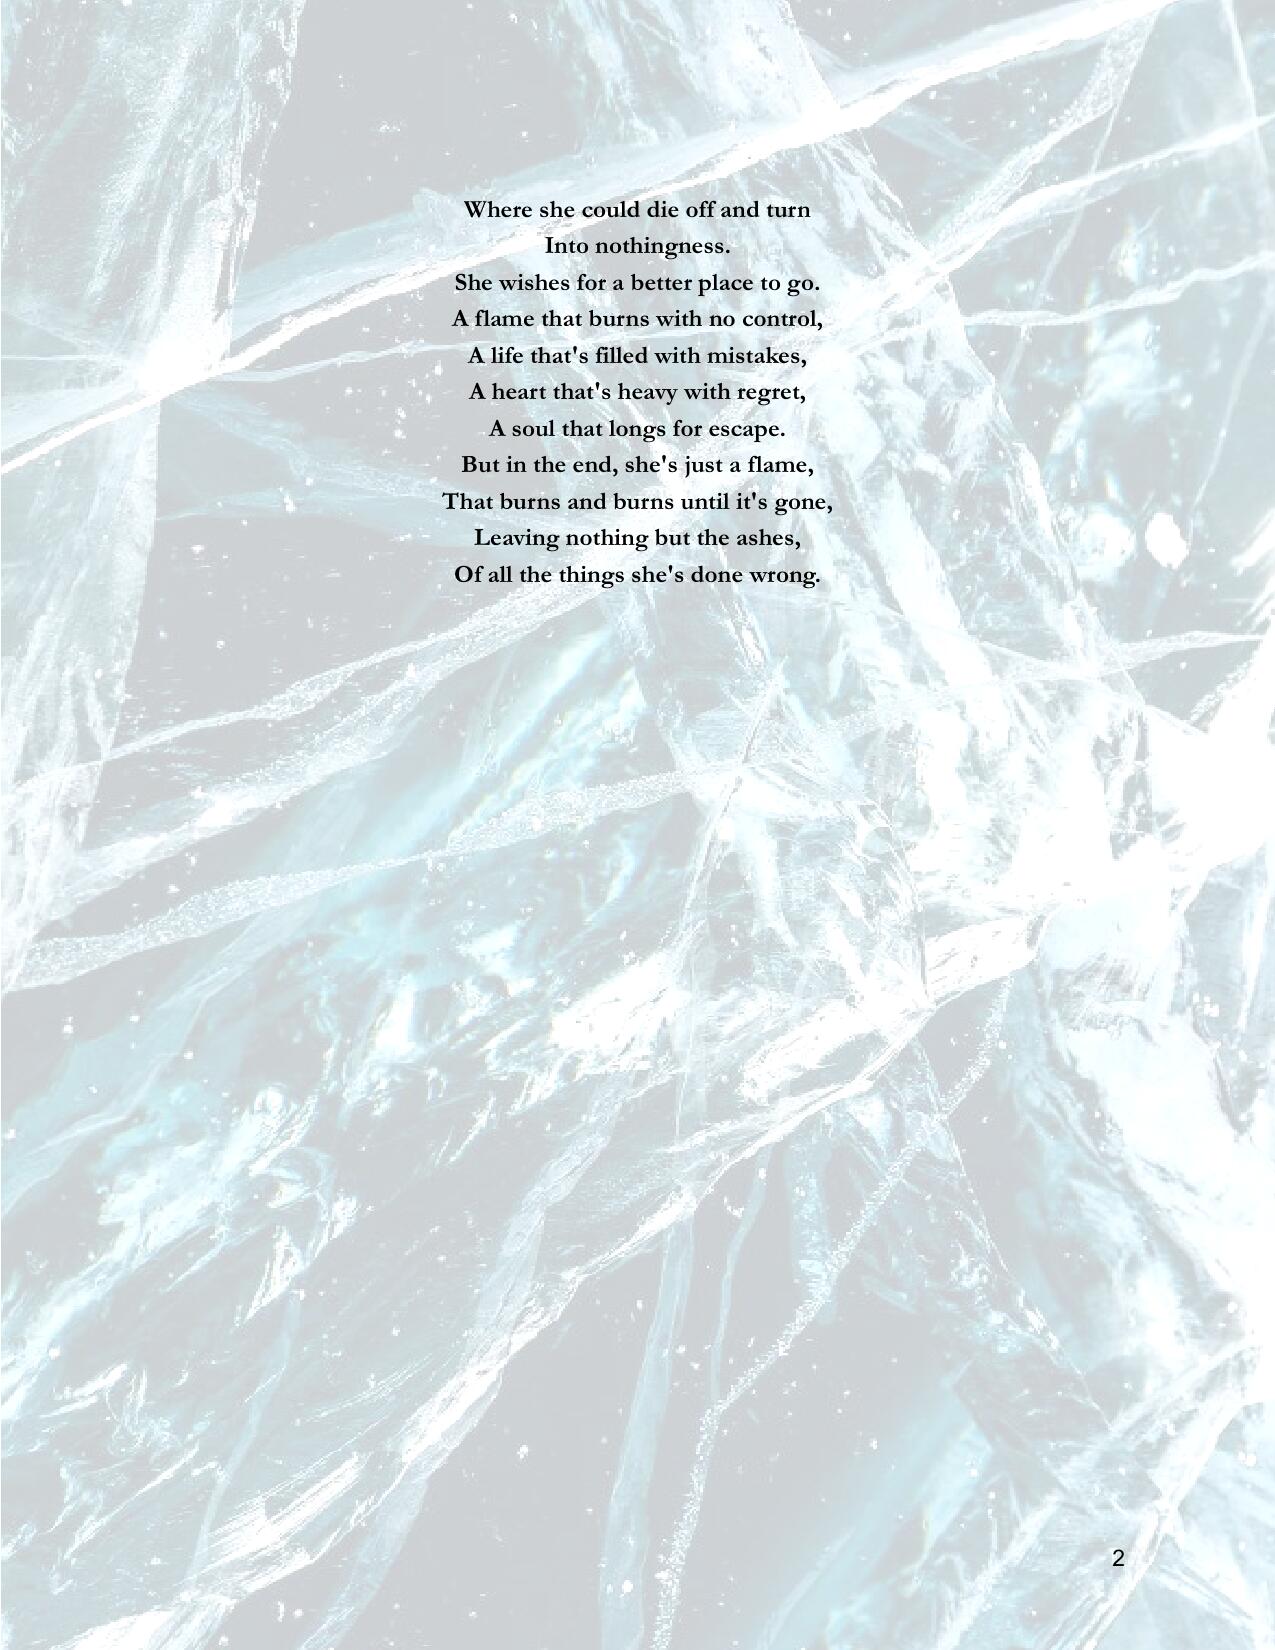 Where she could die off and turn
Into nothingness.
She wishes for a better place to go.
A flame that burns with no control,
A life that's filled with mistakes,
A heart that's heavy with regret,
A soul that longs for escape.
But in the end, she's just a flame,
That burns and burns until it's gone,
Leaving nothing but the ashes,
Of all the things she's done wrong.
2